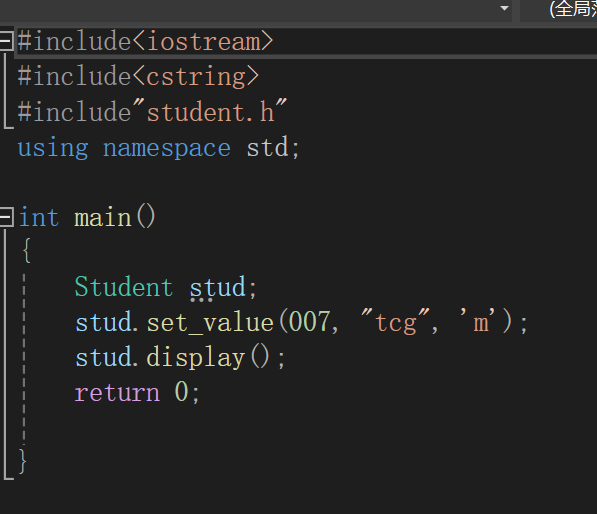 (全局
#include<iostream>
#include<cstring>
#include"student.h"
using namespace std;
int main()
{
Student stud;
stud.set_value(007, "tcg", 'm');
stud.display();
return 0;
}